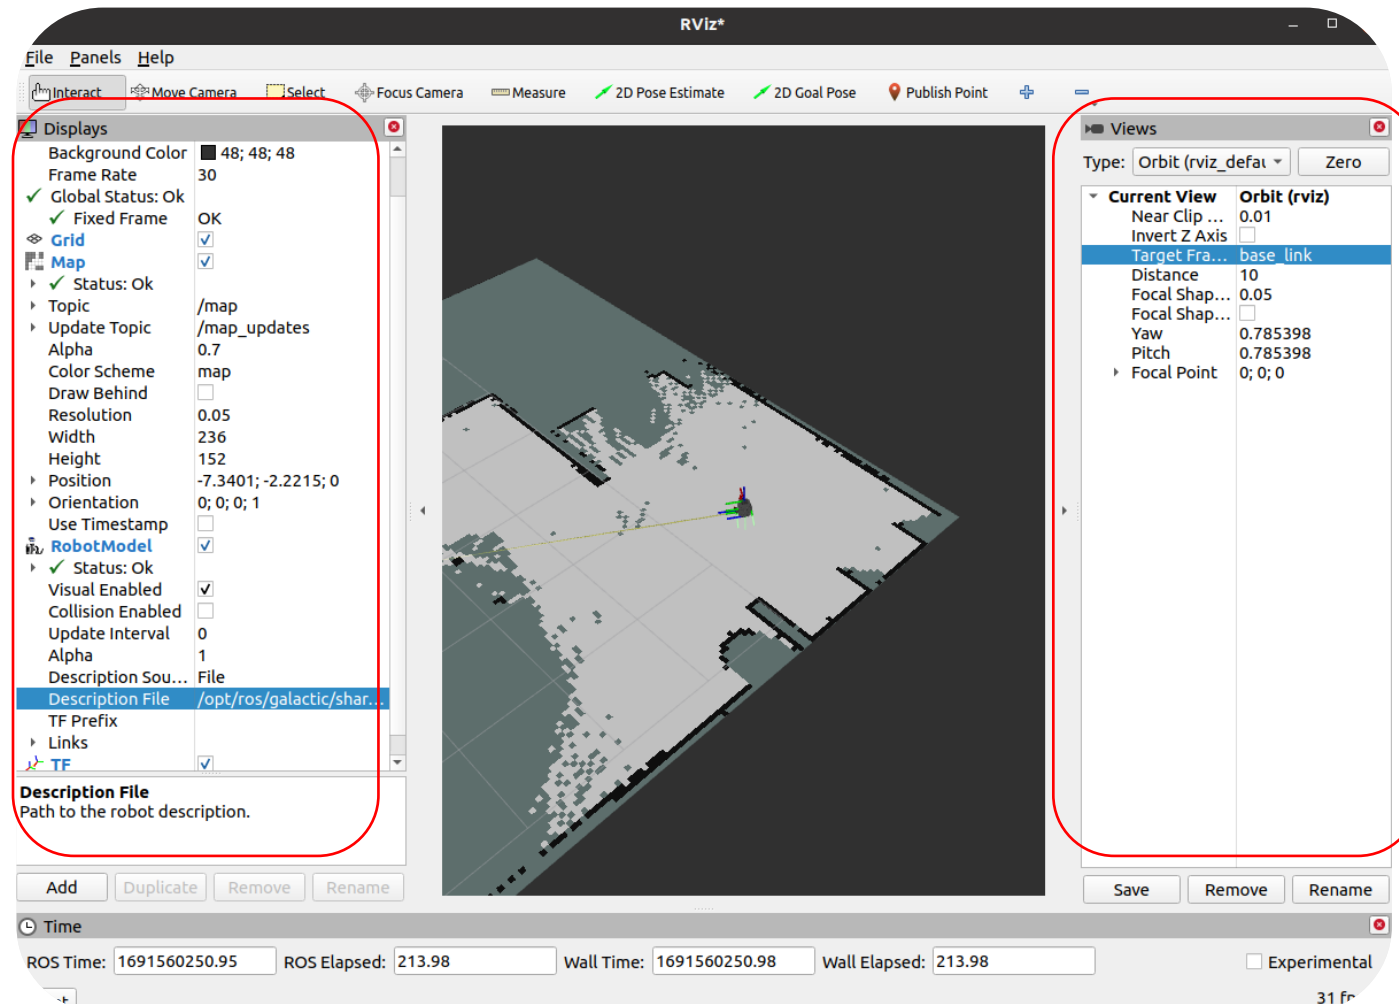 RViz*
File Panels Help
Interact Move Camera Select Focus Camera Measure 2D Pose Estimate 2D Goal Pose Publish Point
Displays
Background Color 48; 48; 48
Frame Rate 30
Global Status: Ok
Fixed Frame OK
Grid
Map
Status: Ok
Topic /map
Update Topic /map_updates
Alpha 0.7
Color Scheme map
Draw Behind
Resolution 0.05
Width 236
Height 152
Position -7.3401; -2.2215; 0
Orientation 0; 0; 0; 1
Use Timestamp
RobotModel
Status: Ok
Visual Enabled
Collision Enabled
Update Interval 0
Alpha 1
Description Sou... File
Description File /opt/ros/galactic/shar...
TF Prefix
Links
TF
Description File
Path to the robot description.
Add Duplicate Remove Rename
Views
Type: Orbit (rviz_defau Zero
Current View Orbit (rviz)
Near Clip ... 0.01
Invert Z Axis
Target Fra... base_link
Distance 10
Focal Shap... 0.05
Focal Shap...
Yaw 0.785398
Pitch 0.785398
Focal Point 0; 0; 0
Save Remove Rename
Time
ROS Time: 1691560250.95 ROS Elapsed: 213.98 Wall Time: 1691560250.98 Wall Elapsed: 213.98 Experimental
31